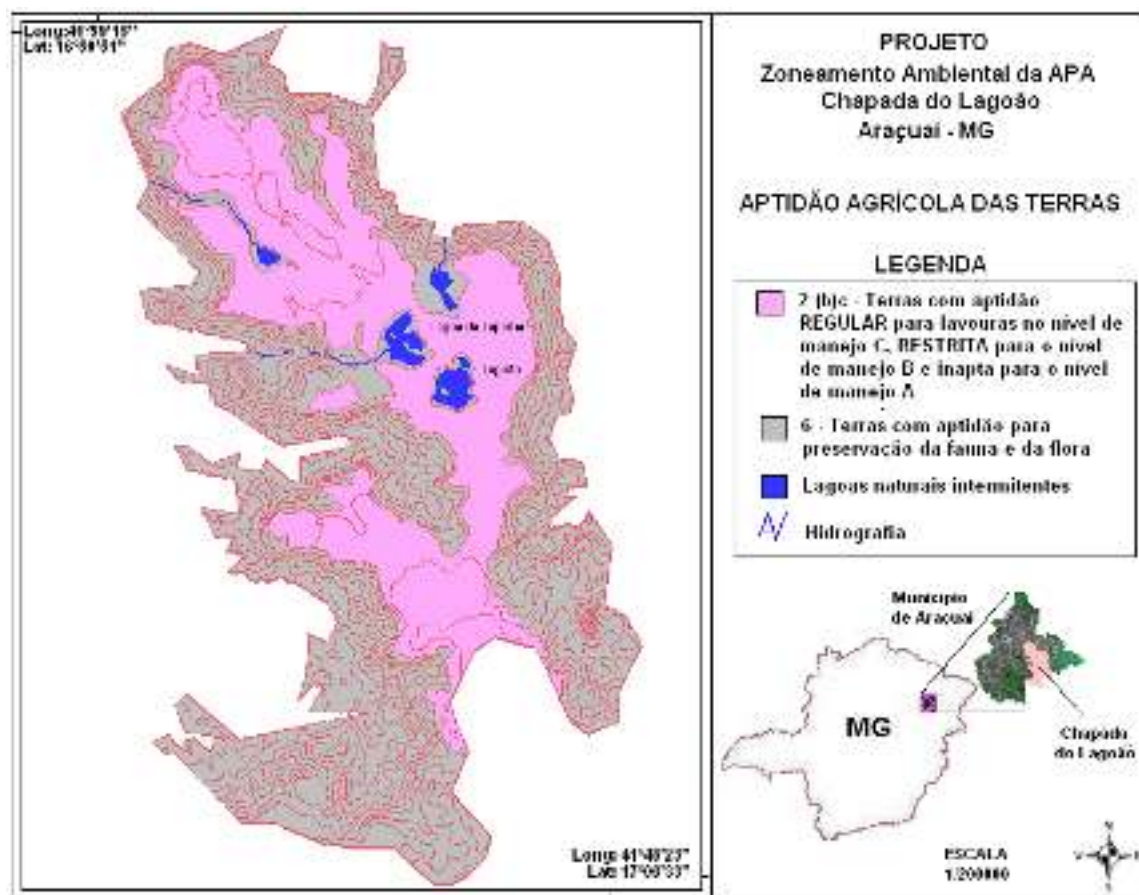 PROJETO
Zoneamento Ambiental da APA
Chapada do Lagoão
Araçuaí - MG
APTIDÃO AGRÍCOLA DAS TERRAS
LEGENDA
2 (b)c - Terras com aptidão
REGULAR para lavouras no nível de
manejo C, RESTRITA para o nível
de manejo B e inapta para o nível
de manejo A
6 - Terras com aptidão para
preservação da fauna e da flora
Lagoas naturais intermitentes
Hidrografia
Município
de Araçuaí
MG
Chapada
do Lagoão
ESCALA
1:200000
N
Lagoão
Long:
Lat:
Long: 41°48'23"
Lat: